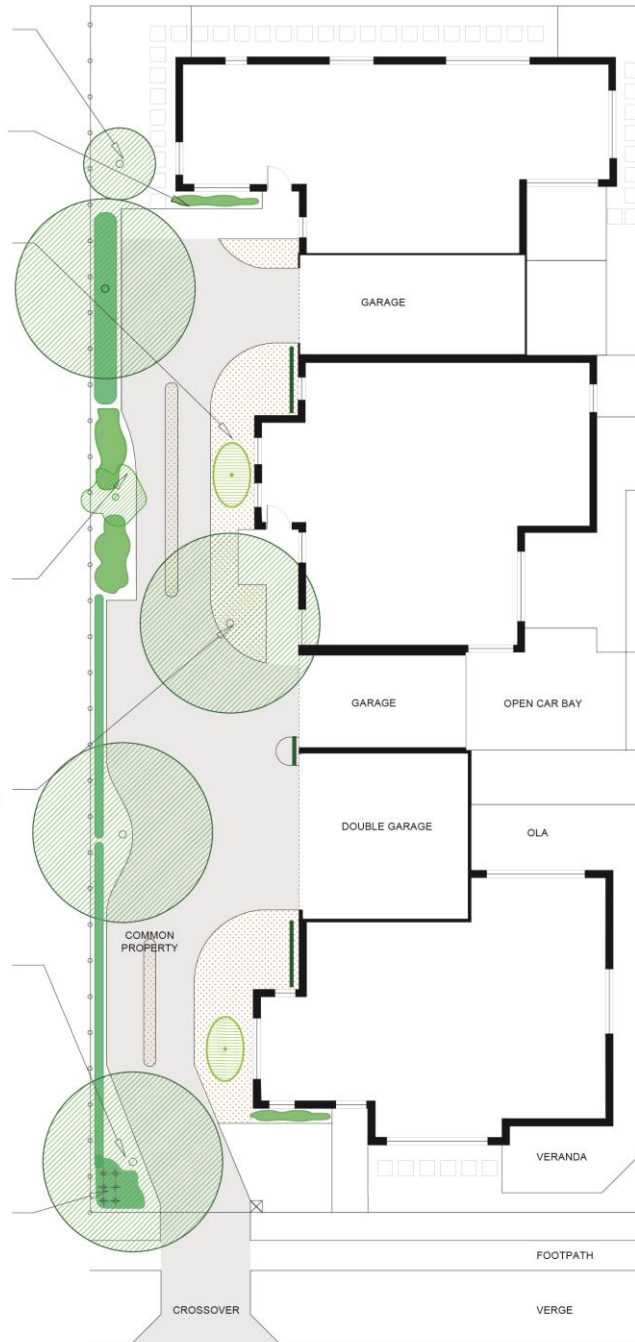 GARAGE
GARAGE
OPEN CAR BAY
DOUBLE GARAGE
OLA
COMMON
PROPERTY
VERANDA
FOOTPATH
CROSSOVER
VERGE